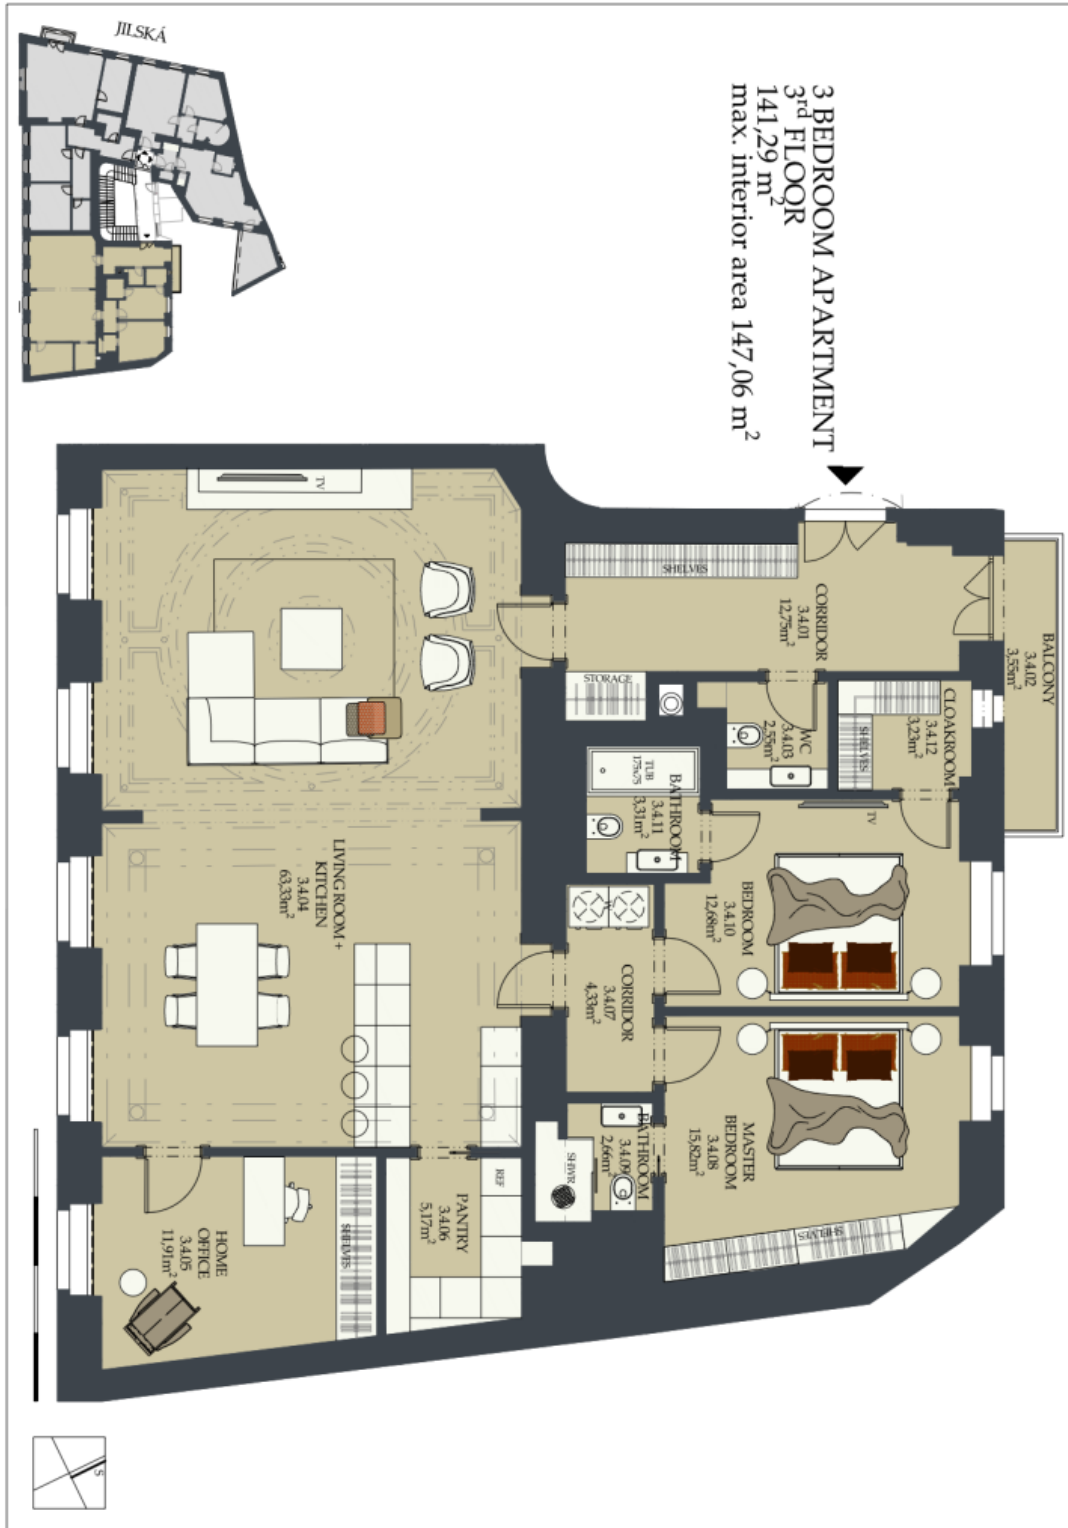 JILSKÁ
3 BEDROOM APARTMENT
3rd FLOOR
141,29 m²
max. interior area 147,06 m²
TV
SHELVES
CORRIDOR
3.4.01
12,75m²
BALCONY
3.4.02
3,55m²
STORAGE
WC
3.4.03
2,55m²
CLOAKROOM
3.4.12
3,23m²
SHELVES
TUB
175x75
BATHROOM
3.4.11
3,31m²
TV
LIVING ROOM +
KITCHEN
3.4.04
63,33m²
BEDROOM
3.4.10
12,68m²
CORRIDOR
3.4.07
4,33m²
MASTER
BEDROOM
3.4.08
15,82m²
BATHROOM
3.4.09
2,66m²
SHWR
SHELVES
REF
PANTRY
3.4.06
5,17m²
SHELVES
HOME
OFFICE
3.4.05
11,91m²
S